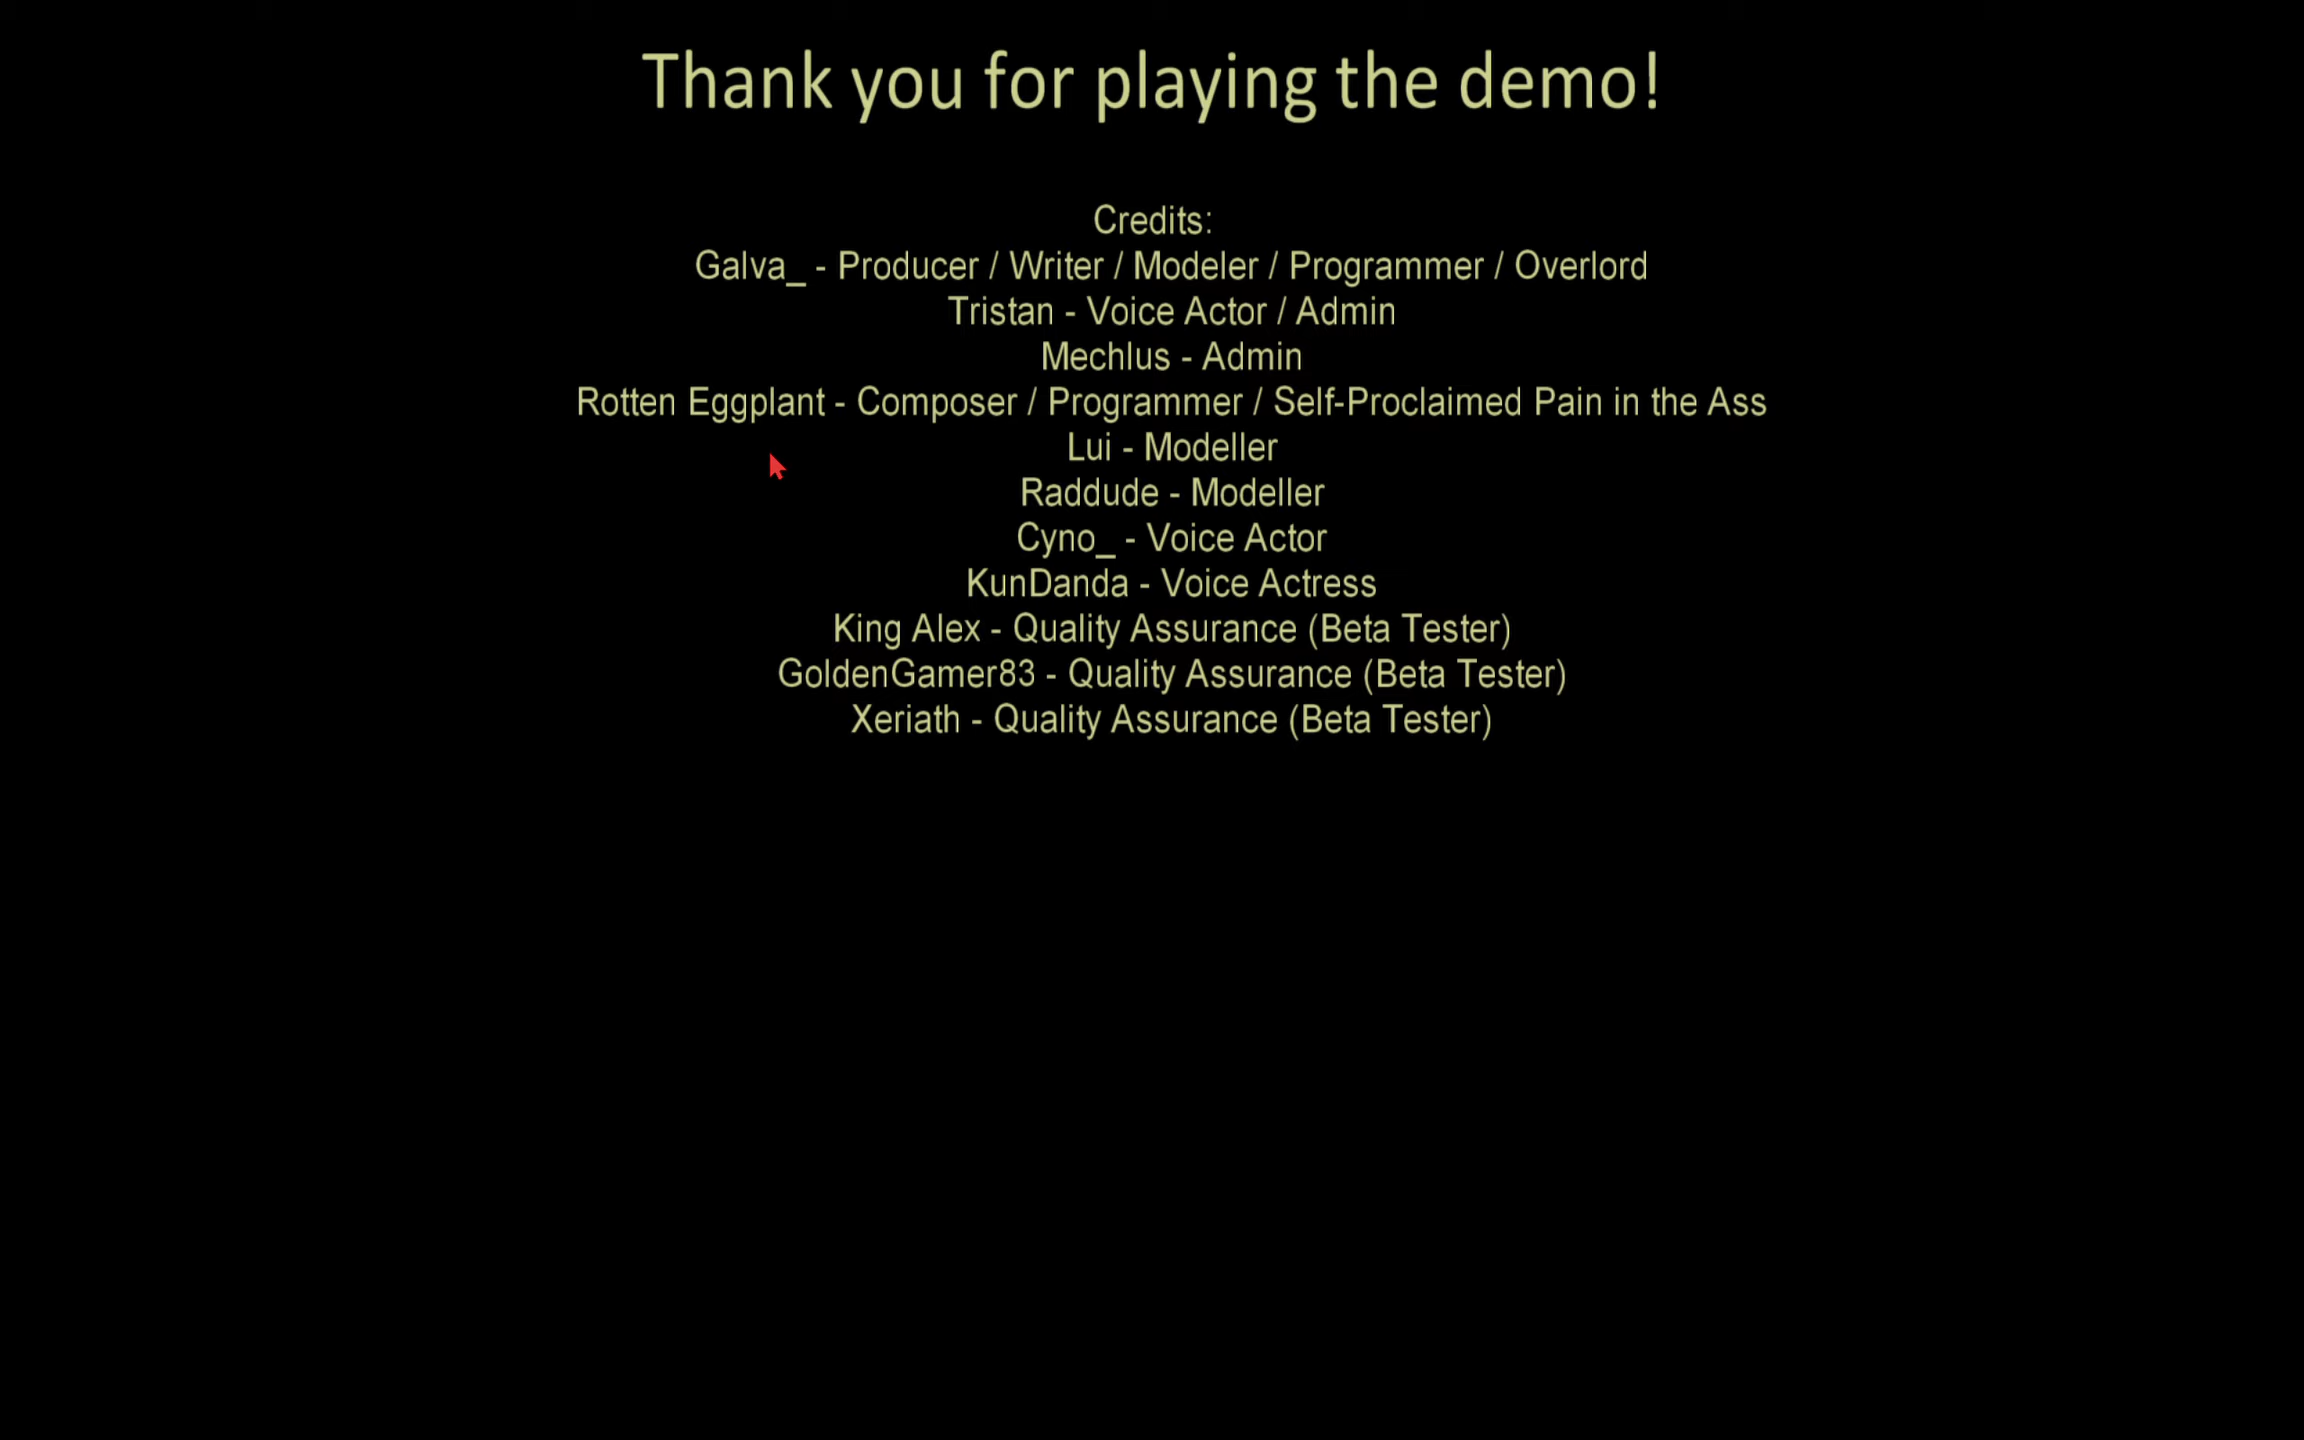 Thank you for playing the demo!
Credits:
Galva_ - Producer / Writer / Modeler / Programmer / Overlord
Tristan - Voice Actor / Admin
Mechlus - Admin
Rotten Eggplant - Composer / Programmer / Self-Proclaimed Pain in the Ass
Lui - Modeller
Raddude - Modeller
Cyno_ - Voice Actor
KunDanda - Voice Actress
King Alex - Quality Assurance (Beta Tester)
GoldenGamer83 - Quality Assurance (Beta Tester)
Xeriath - Quality Assurance (Beta Tester)